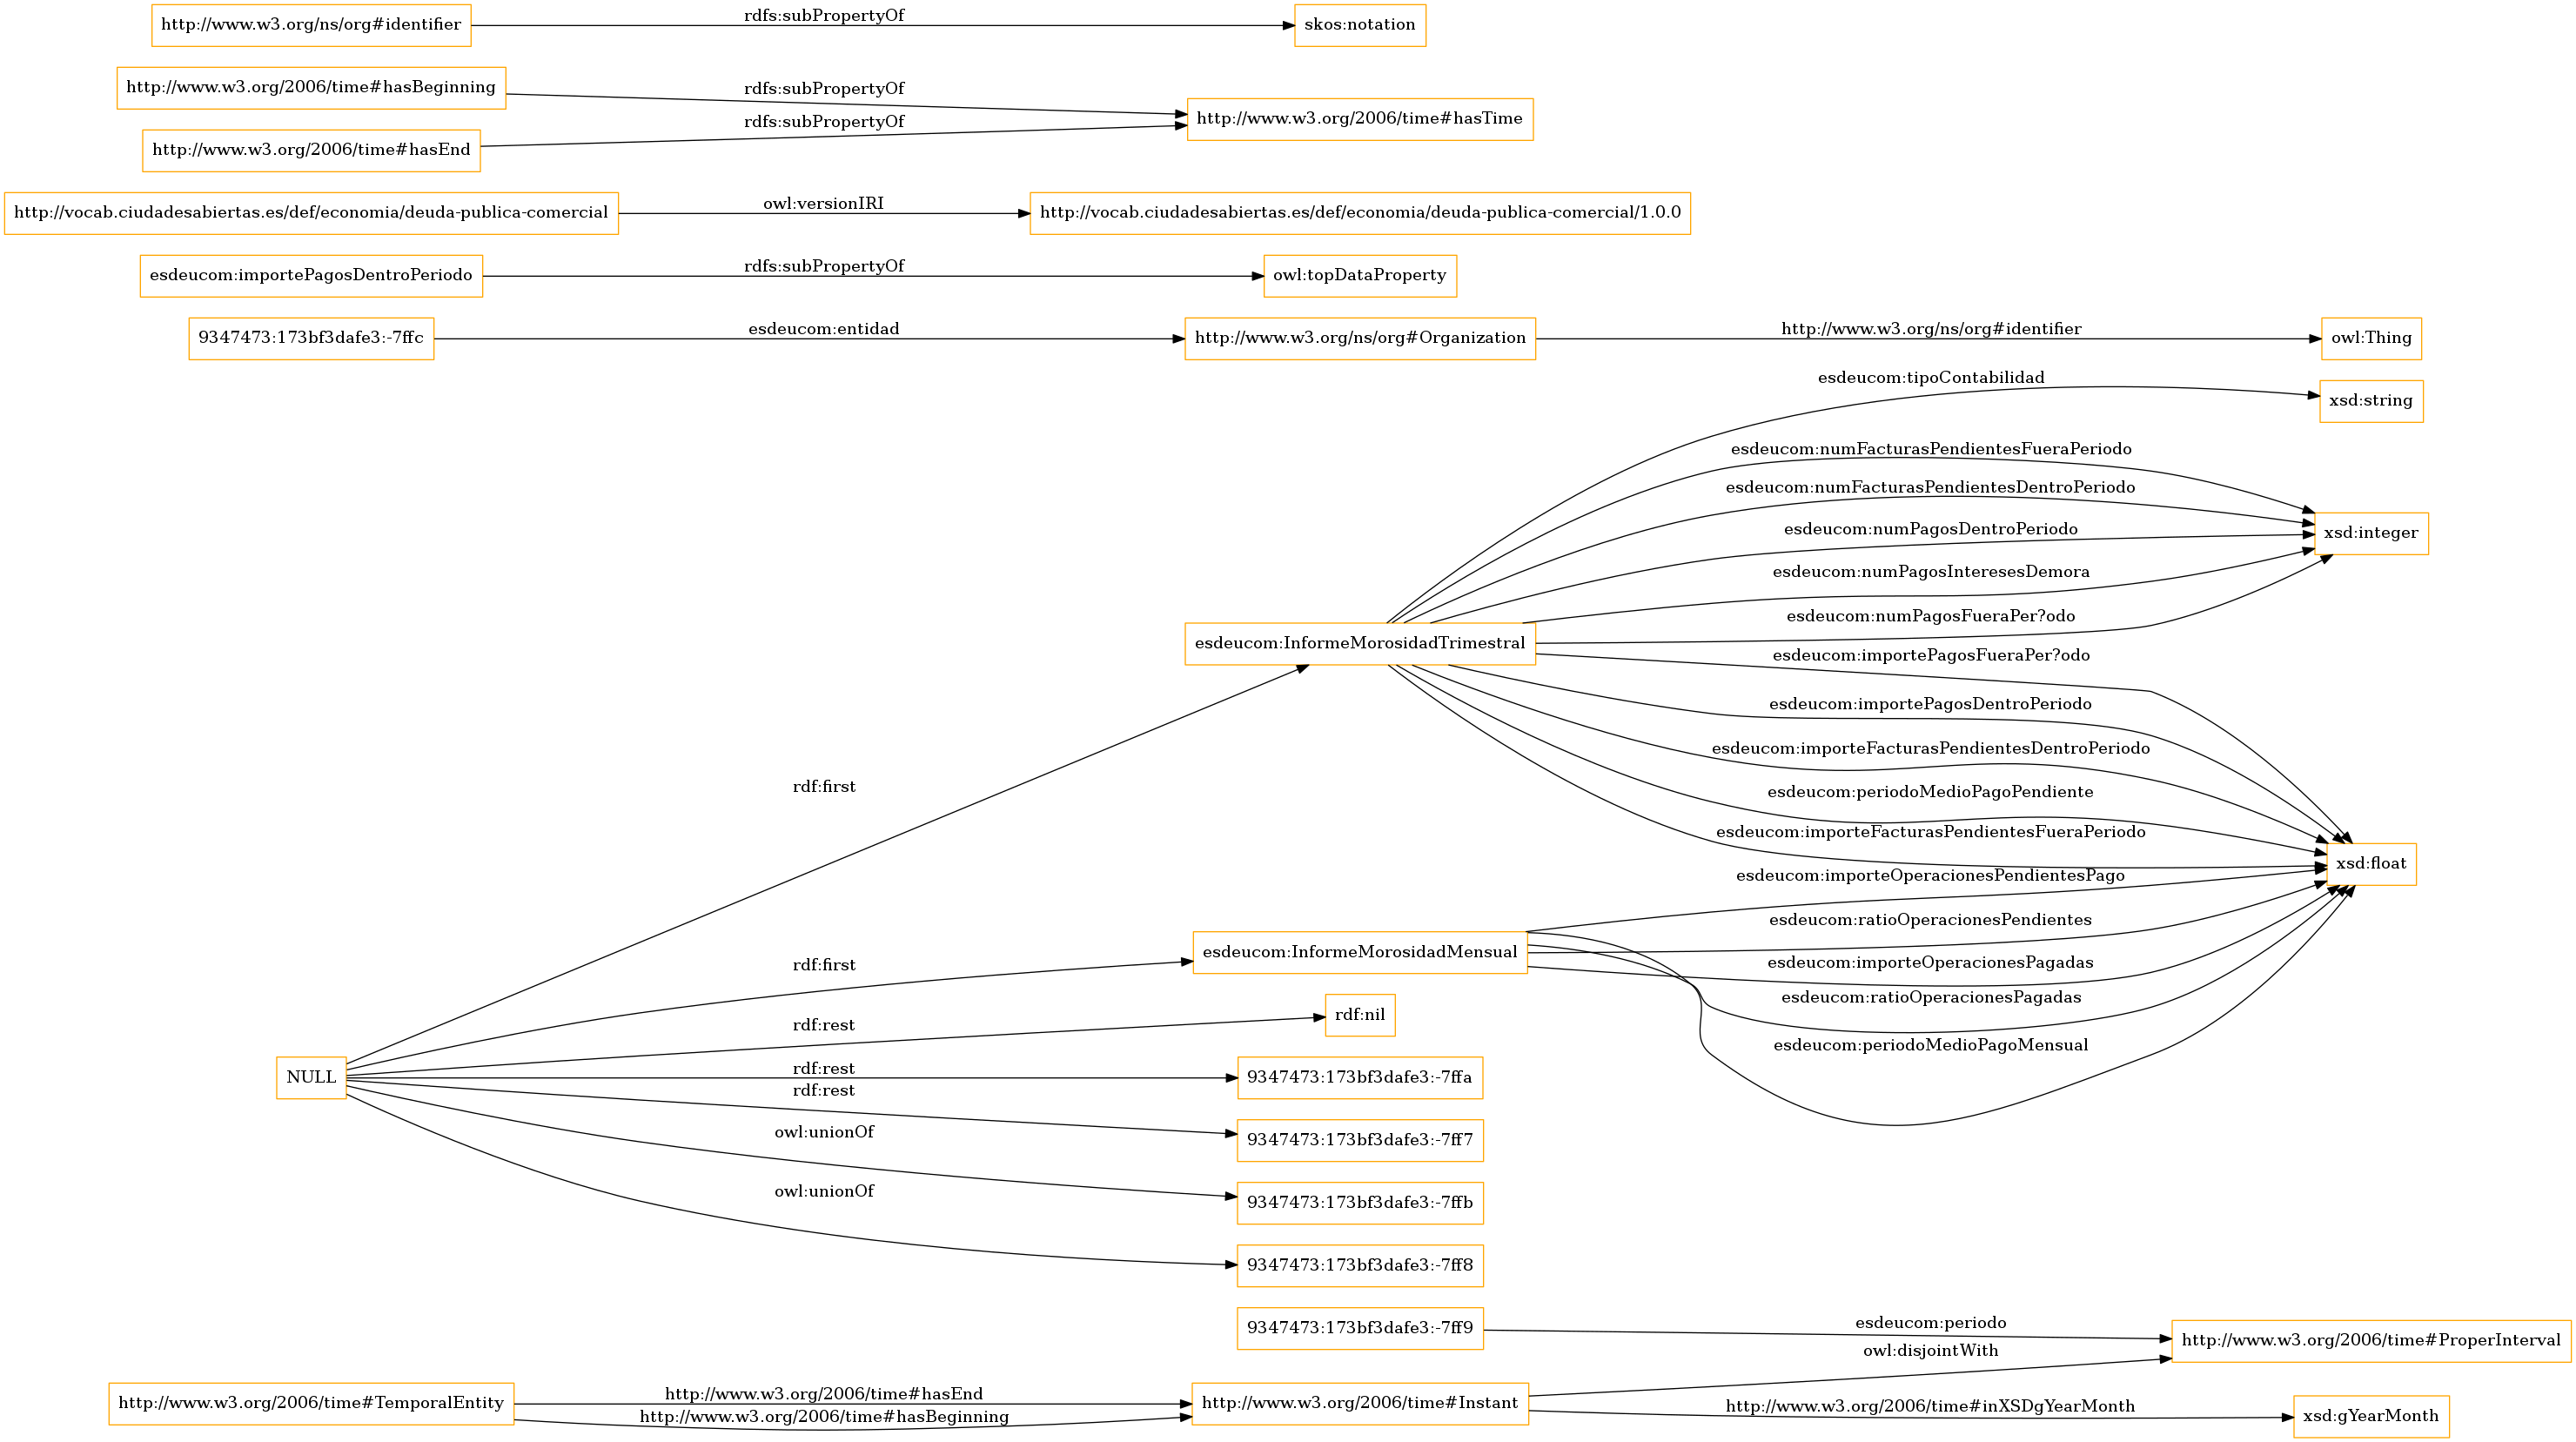 http://www.w3.org/ns/org#identifier
rdfs:subPropertyOf
skos:notation
http://www.w3.org/2006/time#hasBeginning
rdfs:subPropertyOf
http://www.w3.org/2006/time#hasTime
rdfs:subPropertyOf
http://www.w3.org/2006/time#hasEnd
http://vocab.ciudadesabiertas.es/def/economia/deuda-publica-comercial
owl:versionIRI
http://vocab.ciudadesabiertas.es/def/economia/deuda-publica-comercial/1.0.0
esdeucom:importePagosDentroPeriodo
rdfs:subPropertyOf
owl:topDataProperty
9347473:173bf3dafe3:-7ffc
esdeucom:entidad
http://www.w3.org/ns/org#Organization
http://www.w3.org/ns/org#identifier
owl:Thing
esdeucom:tipoContabilidad
xsd:string
esdeucom:numFacturasPendientesFueraPeriodo
esdeucom:numFacturasPendientesDentroPeriodo
esdeucom:numPagosDentroPeriodo
xsd:integer
esdeucom:numPagosInteresesDemora
esdeucom:numPagosFueraPer?odo
esdeucom:InformeMorosidadTrimestral
esdeucom:importePagosFueraPer?odo
esdeucom:importePagosDentroPeriodo
esdeucom:importeFacturasPendientesDentroPeriodo
rdf:first
esdeucom:periodoMedioPagoPendiente
esdeucom:importeFacturasPendientesFueraPeriodo
xsd:float
esdeucom:importeOperacionesPendientesPago
esdeucom:ratioOperacionesPendientes
rdf:first
esdeucom:InformeMorosidadMensual
esdeucom:importeOperacionesPagadas
esdeucom:ratioOperacionesPagadas
esdeucom:periodoMedioPagoMensual
rdf:rest
rdf:nil
NULL
rdf:rest
9347473:173bf3dafe3:-7ffa
rdf:rest
9347473:173bf3dafe3:-7ff7
owl:unionOf
9347473:173bf3dafe3:-7ffb
owl:unionOf
9347473:173bf3dafe3:-7ff8
9347473:173bf3dafe3:-7ff9
esdeucom:periodo
http://www.w3.org/2006/time#ProperInterval
owl:disjointWith
http://www.w3.org/2006/time#TemporalEntity
http://www.w3.org/2006/time#hasEnd
http://www.w3.org/2006/time#hasBeginning
http://www.w3.org/2006/time#Instant
http://www.w3.org/2006/time#inXSDgYearMonth
xsd:gYearMonth